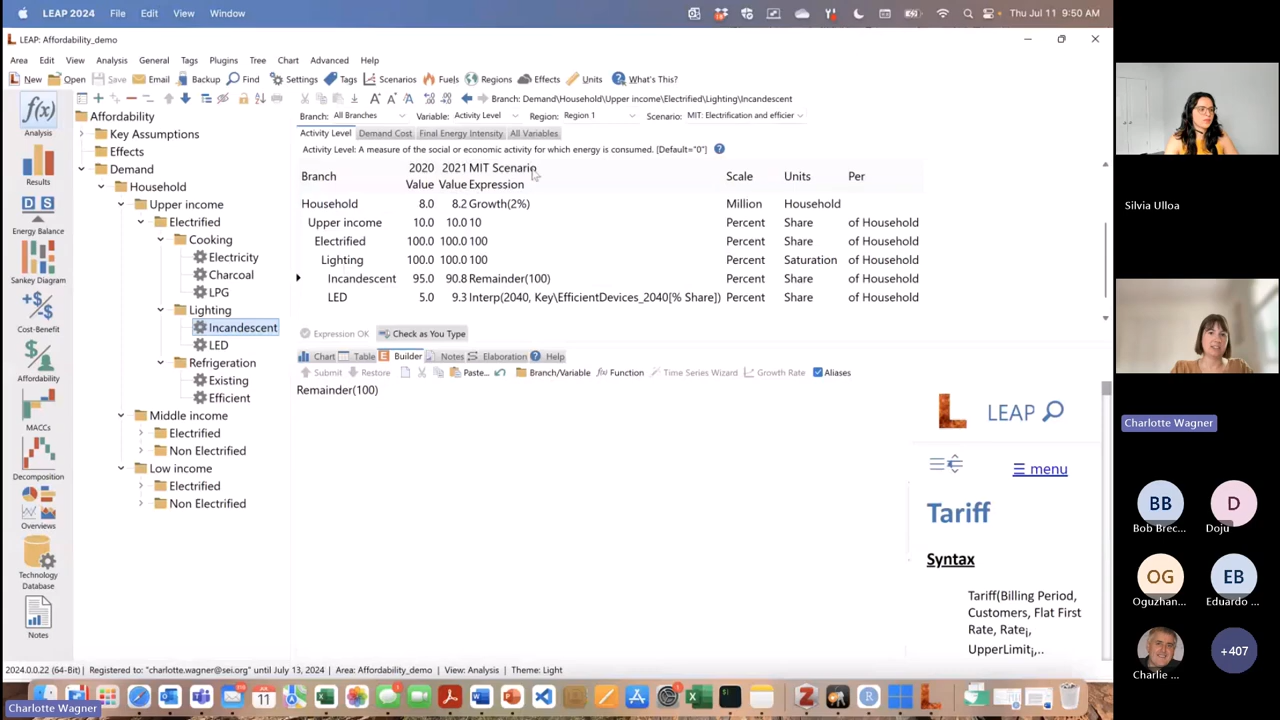 LEAP 2024 File Edit View Window Thu Jul 11 9:50 AM
LEAP: Affordability_demo
Area Edit View Analysis General Tags Plugins Tree Chart Advanced Help
New Open Save Email Backup Find Settings Tags Scenarios Fuels Regions Effects Units What's This?
Branch: Demand\Household\Upper income\Electrified\Lighting\Incandescent
Branch: All Branches Variable: Activity Level Region: Region 1 Scenario: MIT: Electrification and efficier
Activity Level Demand Cost Final Energy Intensity All Variables
Activity Level: A measure of the social or economic activity for which energy is consumed. [Default="0"]
Branch 2020 Value 2021 Value MIT Scenario Expression Scale Units Per
Household 8.0 8.2 Growth(2%) Million Household
Upper income 10.0 10.0 10 Percent Share of Household
Electrified 100.0 100.0 100 Percent Share of Household
Lighting 100.0 100.0 100 Percent Saturation of Household
Incandescent 95.0 90.8 Remainder(100) Percent Share of Household
LED 5.0 9.3 Interp(2040, Key\EfficientDevices_2040[% Share]) Percent Share of Household
Expression OK Check as You Type
Chart Table Builder Notes Elaboration Help
Submit Restore Paste... Branch/Variable Function Time Series Wizard Growth Rate Aliases
Remainder(100)
LEAP
menu
Tariff
Syntax
Tariff(Billing Period,
Customers, Flat First
Rate, Rateᵢ,
UpperLimitᵢ,..
f(x)
Analysis
Results
Energy Balance
Sankey Diagram
Cost-Benefit
Affordability
MACCs
Decomposition
Overviews
Technology
Database
Notes
Affordability
Key Assumptions
Effects
Demand
Household
Upper income
Electrified
Cooking
Electricity
Charcoal
LPG
Lighting
Incandescent
LED
Refrigeration
Existing
Efficient
Middle income
Electrified
Non Electrified
Low income
Electrified
Non Electrified
2024.0.0.22 (64-Bit) Registered to: "charlotte.wagner@sei.org" until July 13, 2024 Area: Affordability_demo View: Analysis Theme: Light
Charlotte Wagner
Silvia Ulloa
Charlotte Wagner
BB
D
Bob Brec...
Doju
OG
EB
Oguzhan...
Eduardo ...
+407
Charlie ...